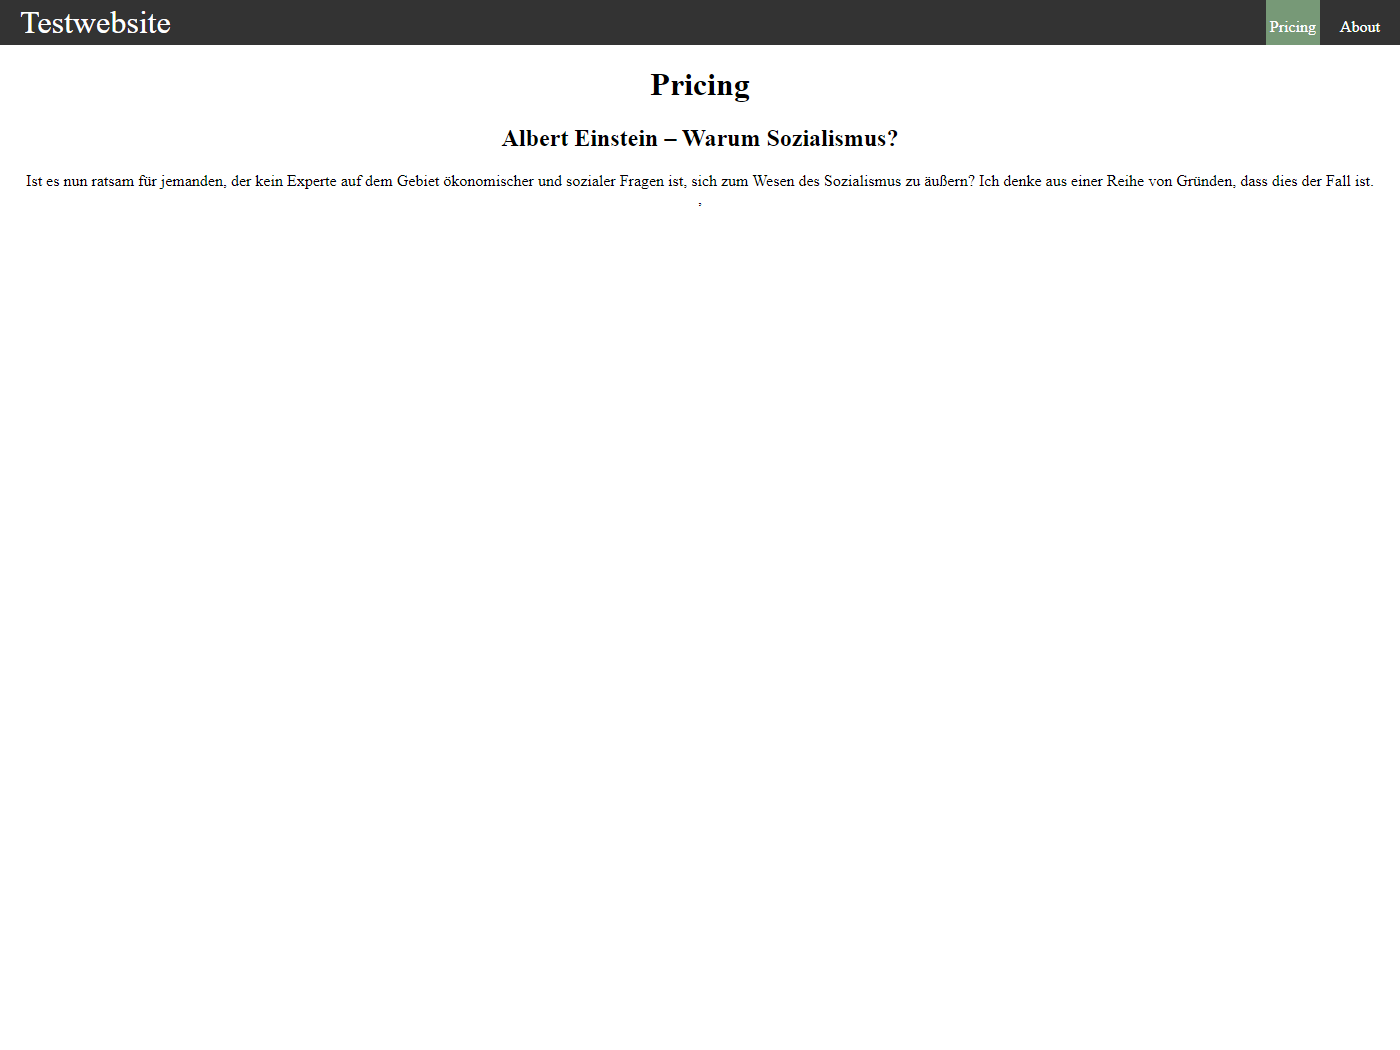 Testwebsite
Pricing
About
Pricing
Albert Einstein – Warum Sozialismus?
Ist es nun ratsam für jemanden, der kein Experte auf dem Gebiet ökonomischer und sozialer Fragen ist, sich zum Wesen des Sozialismus zu äußern? Ich denke aus einer Reihe von Gründen, dass dies der Fall ist.
,